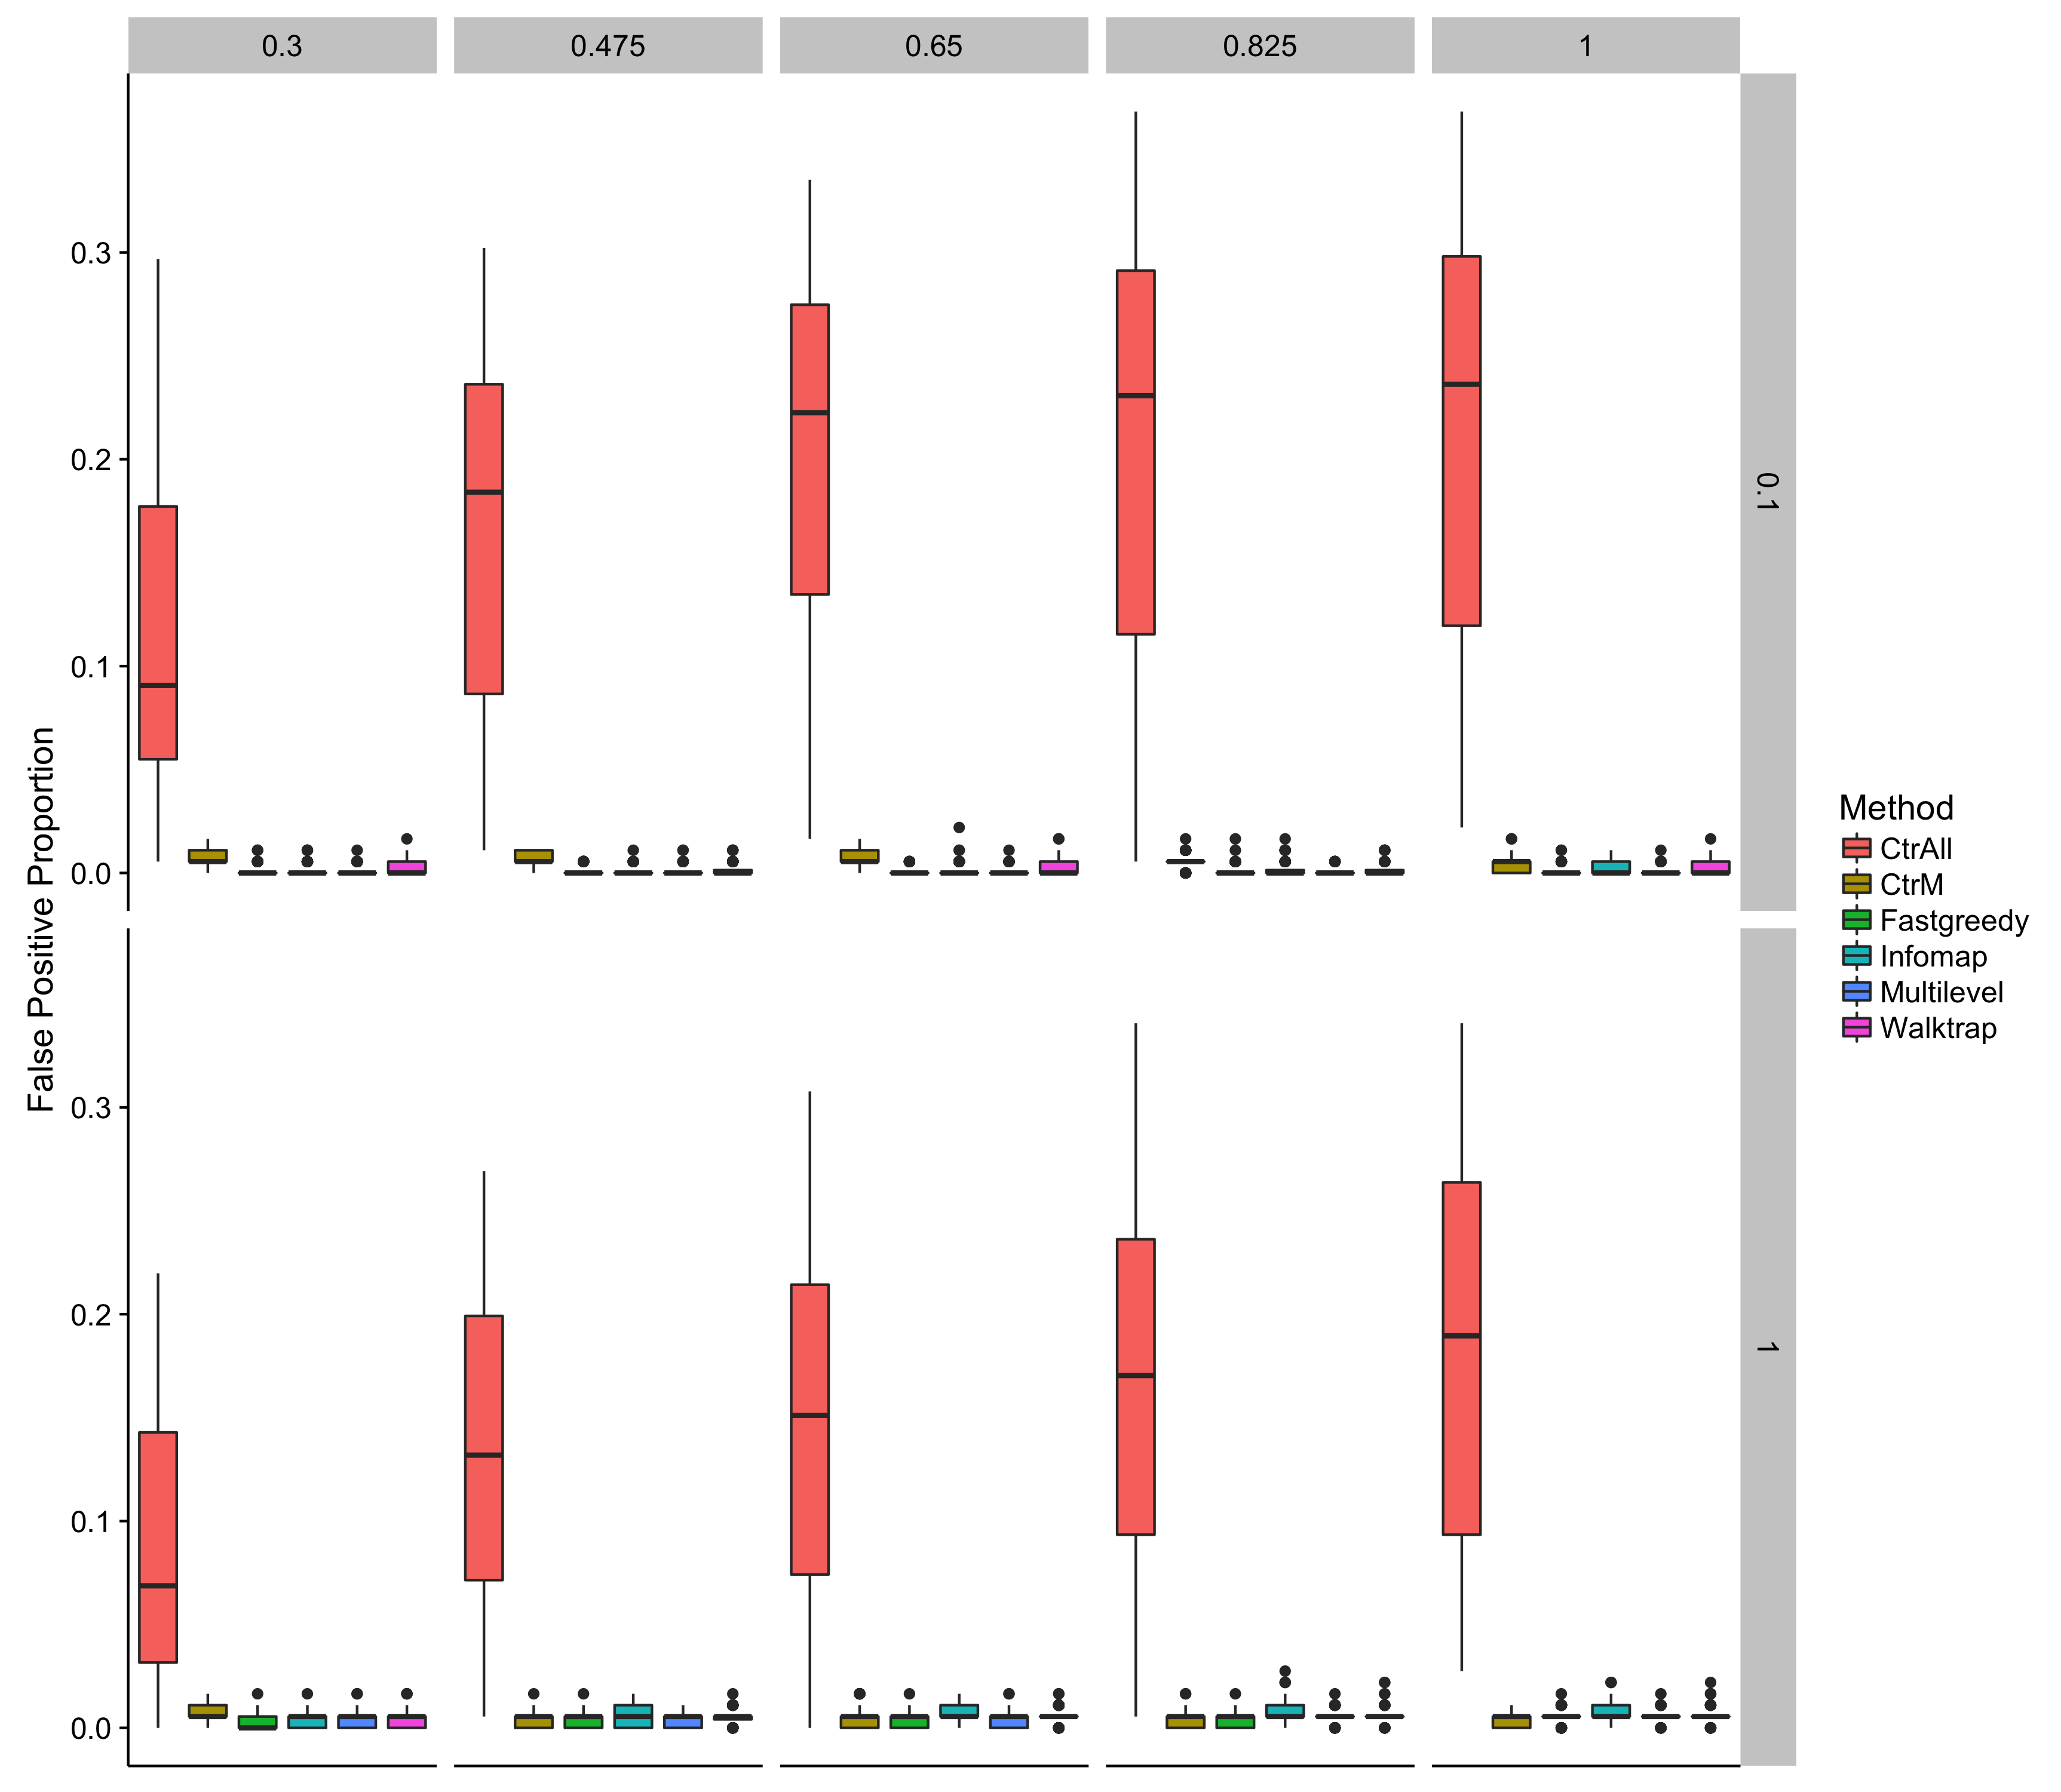 0.3 0.475 0.65 0.825 1
0.3
0.2
0.1
0.0
0.1
False Positive Proportion
0.3
0.2
0.1
0.0
1
Method
CtrAll
CtrM
Fastgreedy
Infomap
Multilevel
Walktrap